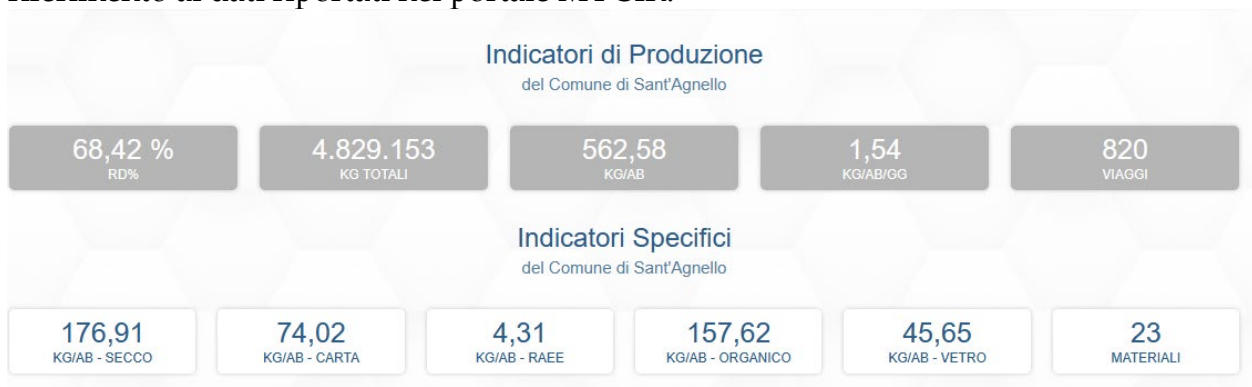 Indicatori di Produzione
del Comune di Sant'Agnello
68,42 %
RD%
4.829.153
KG TOTALI
562,58
KG/AB
1,54
KG/AB/GG
820
VIAGGI
Indicatori Specifici
del Comune di Sant'Agnello
176,91
KG/AB - SECCO
74,02
KG/AB - CARTA
4,31
KG/AB - RAEE
157,62
KG/AB - ORGANICO
45,65
KG/AB - VETRO
23
MATERIALI